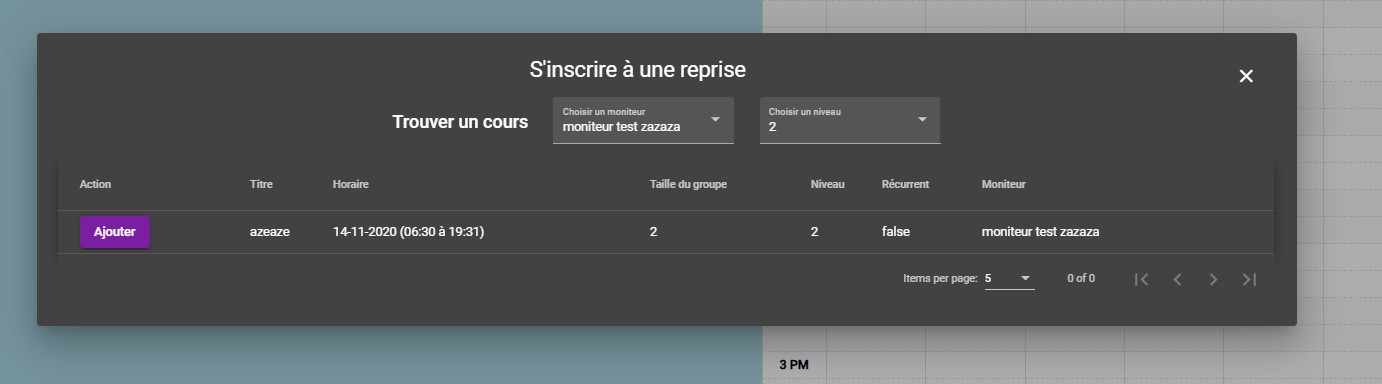 S'inscrire à une reprise
Trouver un cours
Choisir un moniteur
moniteur test zazaza
Choisir un niveau
2
Action Titre Horaire Taille du groupe Niveau Récurrent Moniteur
Ajouter azeaze 14-11-2020 (06:30 à 19:31) 2 2 false moniteur test zazaza
Items per page: 5 0 of 0
3 PM